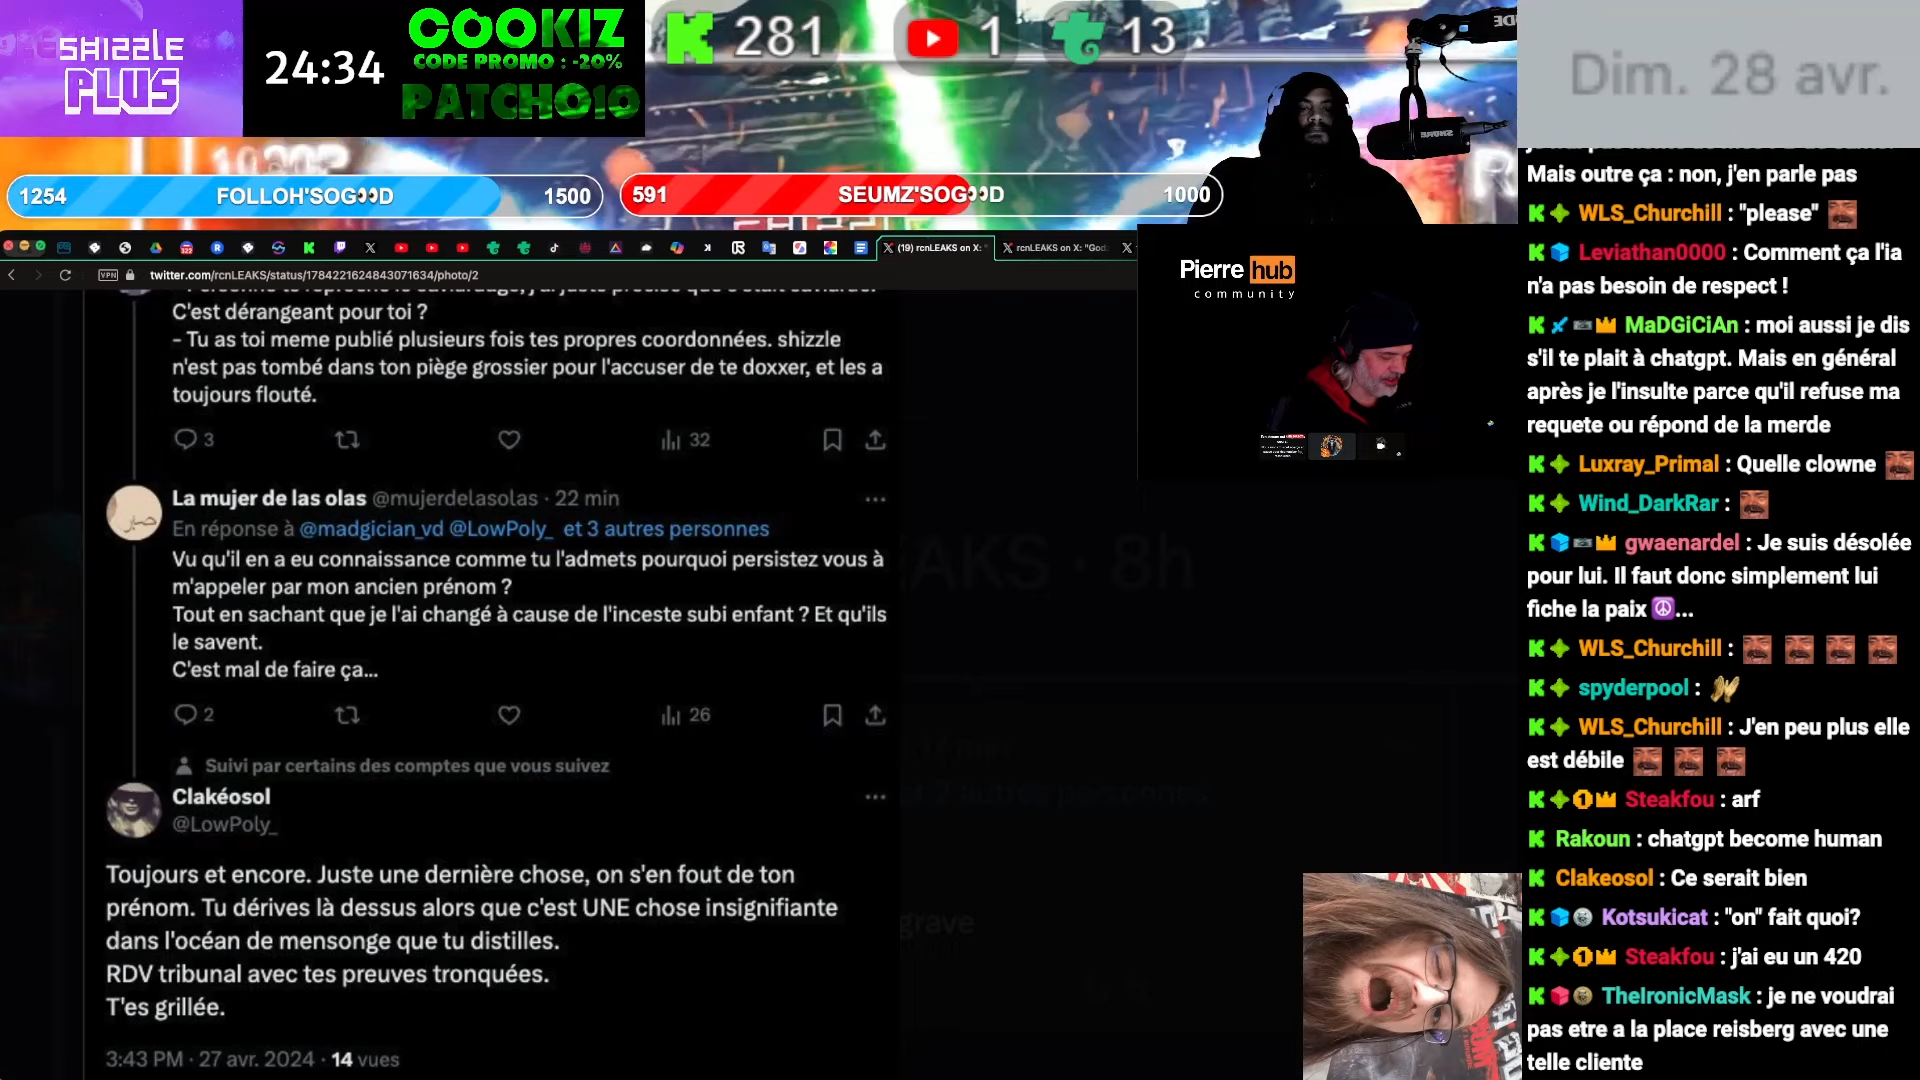 SHIZZLE
PLUS
24:34
COOKIZ
CODE PROMO : -20%
PATCHO10
281
1
13
Dim. 28 avr.
1254 FOLLOH'SOG👀D 1500
591 SEUMZ'SOG👀D 1000
(19) rcnLEAKS on X: "
rcnLEAKS on X: "God
VPN
twitter.com/rcnLEAKS/status/1784221624843071634/photo/2
Pierre hub
community
C'est dérangeant pour toi ?
- Tu as toi meme publié plusieurs fois tes propres coordonnées. shizzle
n'est pas tombé dans ton piège grossier pour l'accuser de te doxxer, et les a
toujours flouté.
3
32
La mujer de las olas @mujerdelasolas · 22 min
En réponse à @madgician_vd @LowPoly_ et 3 autres personnes
Vu qu'il en a eu connaissance comme tu l'admets pourquoi persistez vous à
m'appeler par mon ancien prénom ?
Tout en sachant que je l'ai changé à cause de l'inceste subi enfant ? Et qu'ils
le savent.
C'est mal de faire ça...
2
26
Suivi par certains des comptes que vous suivez
Clakéosol
@LowPoly_
Toujours et encore. Juste une dernière chose, on s'en fout de ton
prénom. Tu dérives là dessus alors que c'est UNE chose insignifiante
dans l'océan de mensonge que tu distilles.
RDV tribunal avec tes preuves tronquées.
T'es grillée.
3:43 PM · 27 avr. 2024 · 14 vues
EAKS · 8h
et 2 autres personnes
grave
Mais outre ça : non, j'en parle pas
WLS_Churchill : "please"
Leviathan0000 : Comment ça l'ia
n'a pas besoin de respect !
MaDGiCiAn : moi aussi je dis
s'il te plait à chatgpt. Mais en général
après je l'insulte parce qu'il refuse ma
requete ou répond de la merde
Luxray_Primal : Quelle clowne
Wind_DarkRar :
gwaenardel : Je suis désolée
pour lui. Il faut donc simplement lui
fiche la paix ☮...
WLS_Churchill :
spyderpool :
WLS_Churchill : J'en peu plus elle
est débile
Steakfou : arf
Rakoun : chatgpt become human
Clakeosol : Ce serait bien
Kotsukicat : "on" fait quoi?
Steakfou : j'ai eu un 420
TheIronicMask : je ne voudrai
pas etre a la place reisberg avec une
telle cliente